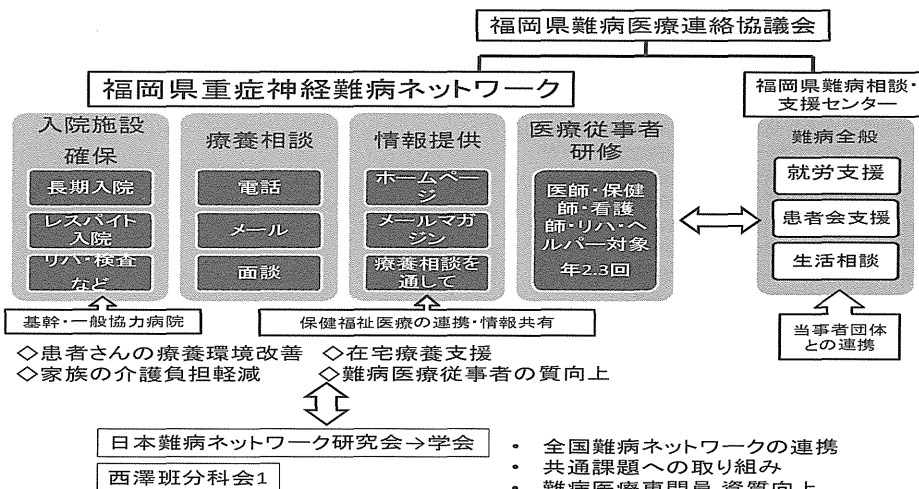 福岡県難病医療連絡協議会
福岡県重症神経難病ネットワーク
福岡県難病相談・
支援センター
入院施設
確保
長期入院
レスパイト
入院
リハ・検査
など
療養相談
電話
メール
面談
情報提供
ホームペー
ジ
メールマガ
ジン
療養相談を
通して
医療従事者
研修
医師・保健
師・看護
師・リハ・ヘ
ルパー対象
年2.3回
難病全般
就労支援
患者会支援
生活相談
基幹・一般協力病院
保健福祉医療の連携・情報共有
当事者団体
との連携
◇患者さんの療養環境改善 ◇在宅療養支援
◇家族の介護負担軽減 ◇難病医療従事者の質向上
日本難病ネットワーク研究会→学会
西澤班分科会1
・ 全国難病ネットワークの連携
・ 共通課題への取り組み
・ 難病医療専門員 資質向上